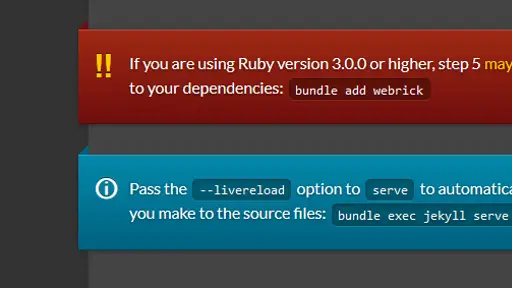 ‼ If you are using Ruby version 3.0.0 or higher, step 5 may
to your dependencies: bundle add webrick
Pass the --livereload option to serve to automatica
you make to the source files: bundle exec jekyll serve